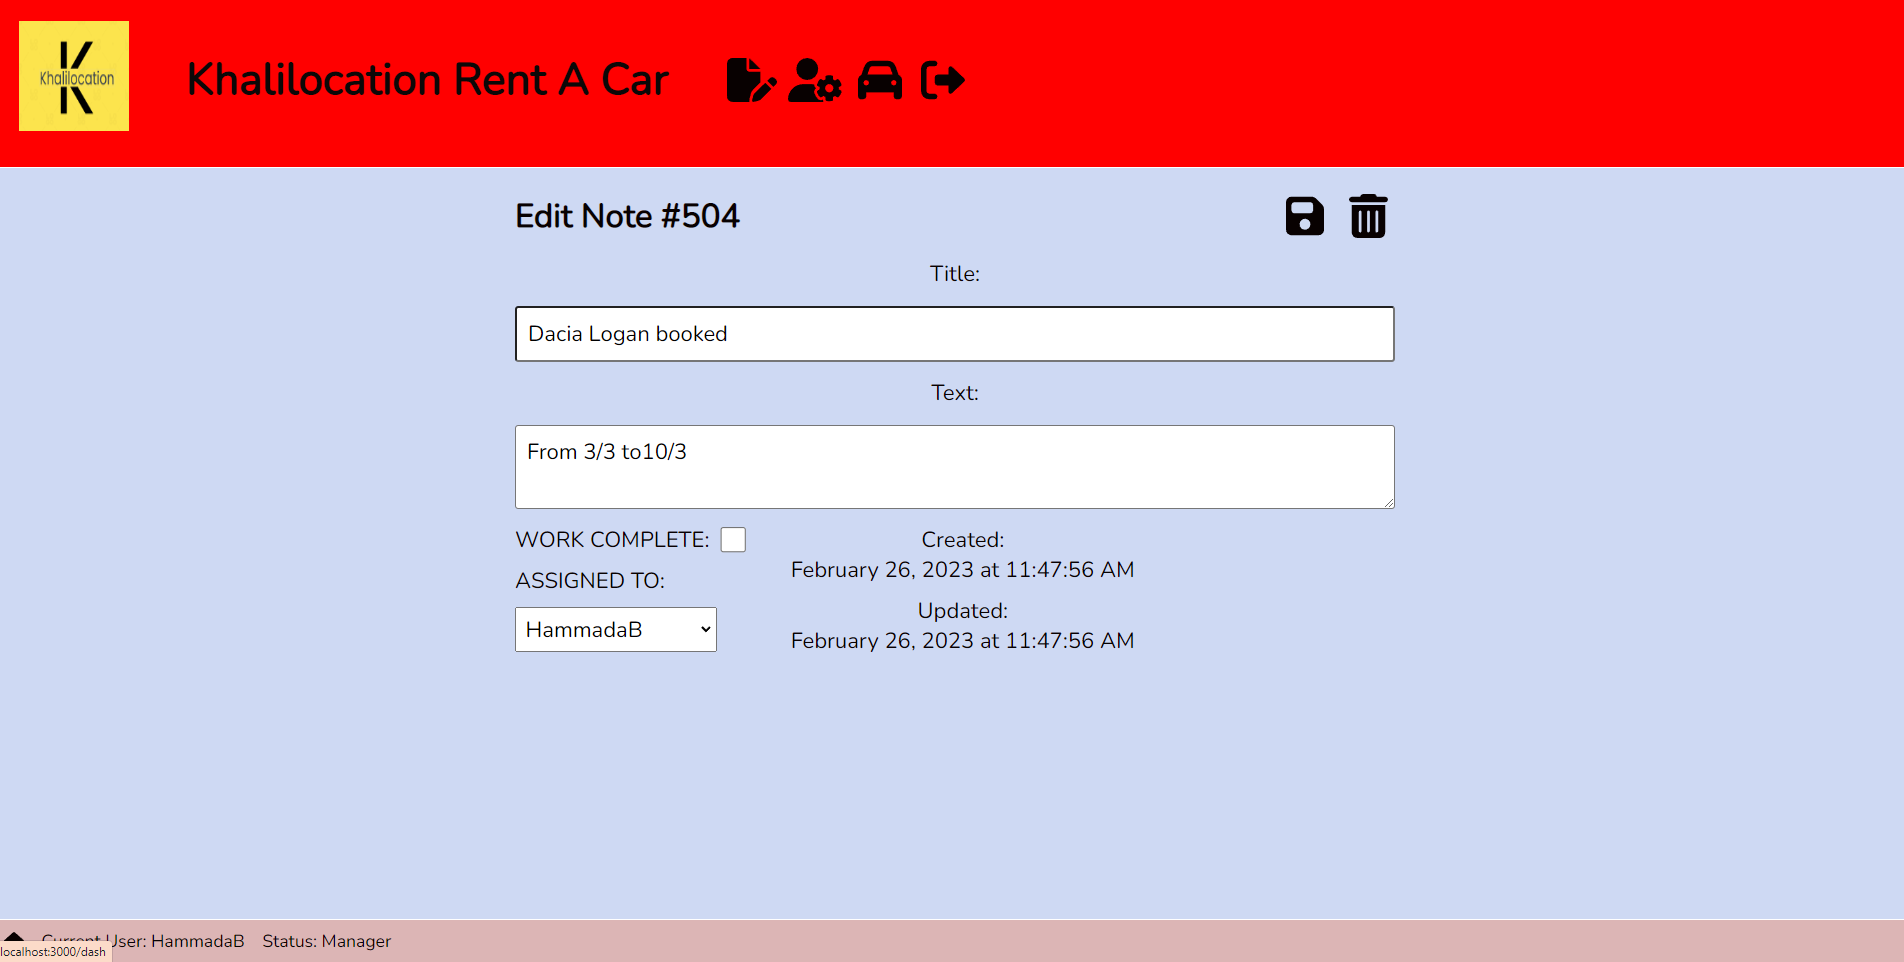 Khalilocation
Khalilocation Rent A Car
Edit Note #504
Title:
Dacia Logan booked
Text:
From 3/3 to10/3
WORK COMPLETE:
Created:
February 26, 2023 at 11:47:56 AM
ASSIGNED TO:
HammadaB
Updated:
February 26, 2023 at 11:47:56 AM
Current User: HammadaB Status: Manager
localhost:3000/dash